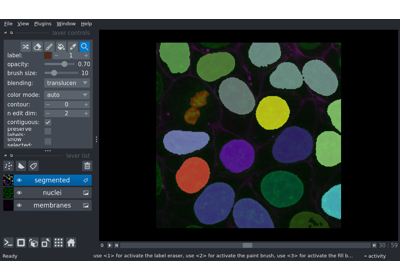 File View Plugins Window Help
layer controls
label: 1
opacity: 0.70
brush size: 10
blending: translucen
color mode: auto
contour: 0
n edit dim: 2
contiguous:
preserve labels:
show selected:
layer list
segmented
nuclei
membranes
30 59
Ready
use <1> for activate the label eraser, use <2> for activate the paint brush, use <3> for activate the fill b...
activity